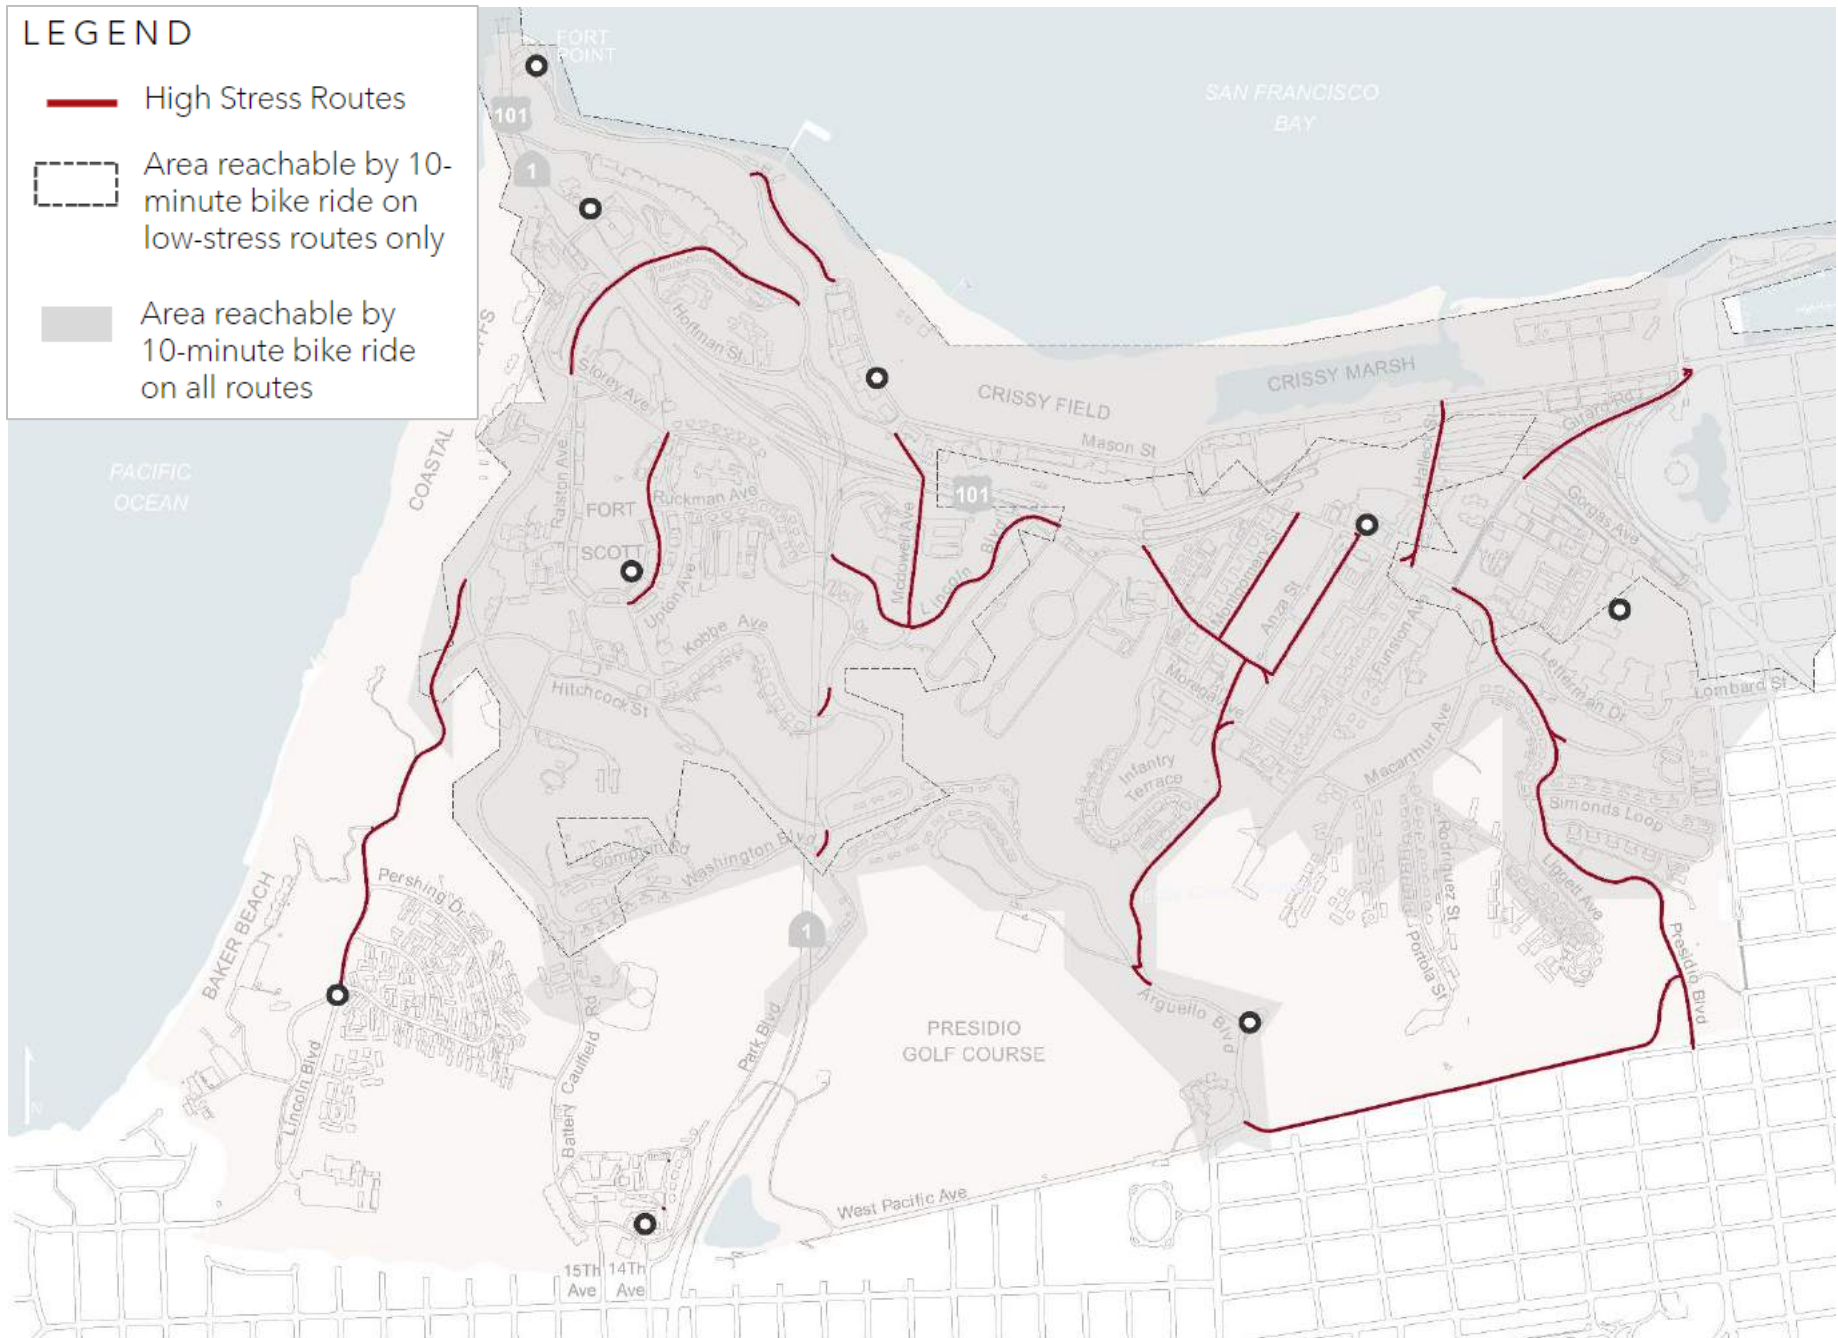 LEGEND
High Stress Routes
Area reachable by 10-
minute bike ride on
low-stress routes only
Area reachable by
10-minute bike ride
on all routes
FORT
POINT
101
1
SAN FRANCISCO
BAY
PACIFIC
OCEAN
COASTAL
FFS
Hoffman St
Storey Ave
Ralston Ave
FORT
SCOTT
Ruckman Ave
Upton Ave
Kobbe Ave
Hitchcock St
CRISSY FIELD
CRISSY MARSH
Mason St
101
Mcdowell Ave
Lincoln Blvd
Halleck St
Girard Rd
Gorgas Ave
Montgomery St
Anza St
Funston Ave
Moraga Ave
Letterman Dr
Lombard St
Infantry
Terrace
Macarthur Ave
Simonds Loop
Rodriguez St
Liggett Ave
Portola St
Presidio Blvd
Compton Rd
Washington Blvd
Pershing Dr
BAKER BEACH
1
Park Blvd
Battery Caulfield Rd
Lincoln Blvd
PRESIDIO
GOLF COURSE
Arguello Blvd
West Pacific Ave
15Th
Ave
14Th
Ave
N